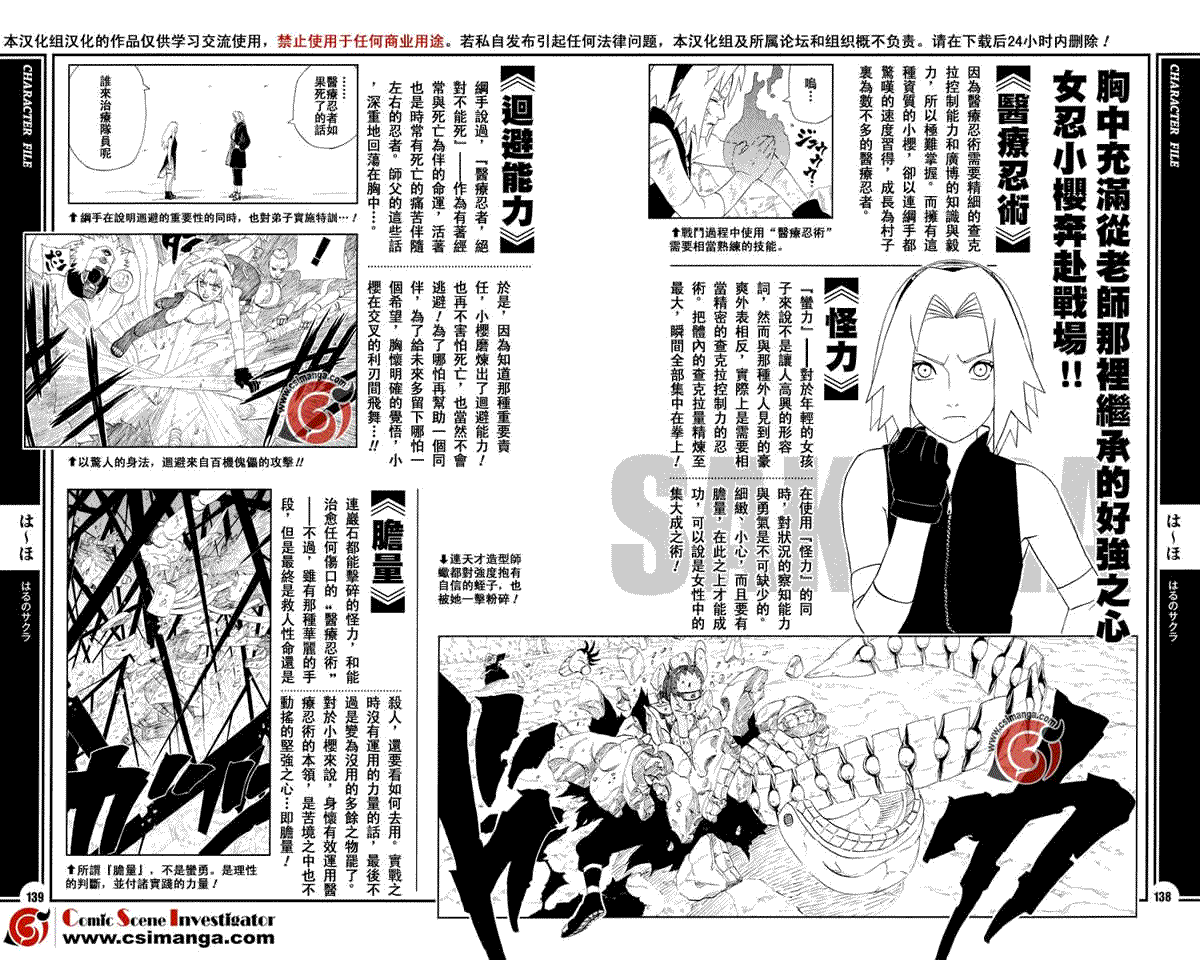 本汉化组汉化的作品仅供学习交流使用，禁止使用于任何商业用途。若私自发布引起任何法律问题，本汉化组及所属论坛和组织概不负责。请在下载后24小时内删除！
CHARACTER FILE
は～ほ
はるのサクラ
138
胸中充滿從老師那裡繼承的好強之心
女忍小櫻奔赴戰場！！
SAKURA
《醫療忍術》
因為醫療忍術需要精細的查克
拉控制能力和廣博的知識與毅
力，所以極難掌握。而擁有這
種資質的小櫻，卻以連綱手都
驚嘆的速度習得，成長為村子
裏為數不多的醫療忍者。
嗚…
⬆戰鬥過程中使用“醫療忍術”
需要相當熟練的技能。
《怪力》
『蠻力』——對於年輕的女孩
子來說不是讓人高興的形容
詞，然而與那種外人見到的豪
爽外表相反，實際上是需要相
當精密的查克拉控制力的忍
術。把體內的查克拉量精煉至
最大，瞬間全部集中在拳上！
在使用『怪力』的同
時，對狀況的察知能力
與勇氣是不可缺少的。
細緻、小心，而且要有
膽量，在此之上才能成
功，可以說是女性中的
集大成之術！
⬇連天才造型師
蠍都對強度抱有
自信的蛭子，也
被她一擊粉碎！
《迴避能力》
綱手說過，『醫療忍者，絕
對不能死』——作為有著經
常與死亡為伴的命運，活著
也是時常有死亡的痛苦伴隨
左右的忍者。師父的這些話
，深重地回蕩在胸中……。
……
醫療忍者如
果死了的話
誰來治療隊員呢
⬆綱手在說明迴避的重要性的同時，也對弟子實施特訓…！
於是，因為知道那種重要責
任，小櫻磨煉出了迴避能力！
也再不害怕死亡，也當然不會
逃避！為了哪怕再幫助一個同
伴，為了給未來多留下哪怕一
個希望，胸懷明確的覺悟，小
櫻在交叉的利刃間飛舞…！！
！
csimanga.com
⬆以驚人的身法，迴避來自百機傀儡的攻擊！！
《膽量》
連巖石都能擊碎的怪力，和能
治愈任何傷口的“醫療忍術”
——不過，雖有那種華麗的手
段，但是最終是救人性命還是
殺人，還要看如何去用。實戰之
時沒有運用的力量的話，最後不
過是變為沒用的多餘之物罷了。
對於小櫻來說，身懷有效運用醫
療忍術的本領，是苦境之中也不
動搖的堅強之心…即膽量！
⬆所謂『膽量』，不是蠻勇。是理性
的判斷，並付諸實踐的力量！
csimanga.com
CHARACTER FILE
は～ほ
はるのサクラ
139
Comic Scene Investigator
www.csimanga.com